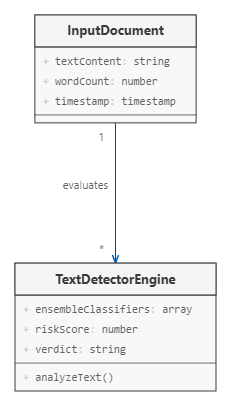 InputDocument
+ textContent: string
+ wordCount: number
+ timestamp: timestamp
1
evaluates
*
TextDetectorEngine
+ ensembleClassifiers: array
+ riskScore: number
+ verdict: string
+ analyzeText()